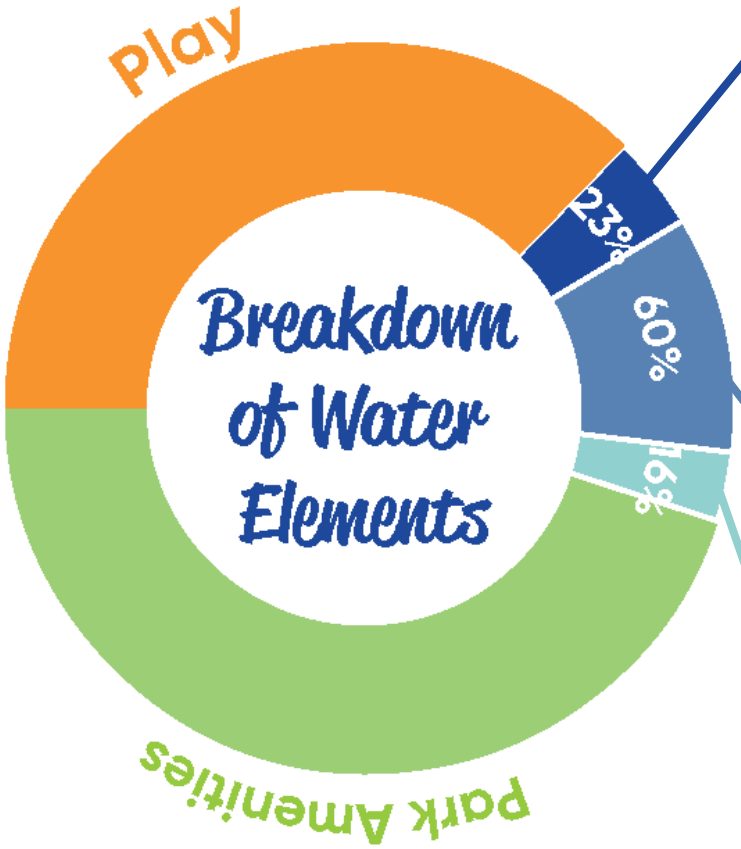 Play
23%
60%
16%
Breakdown
of Water
Elements
Park Amenities